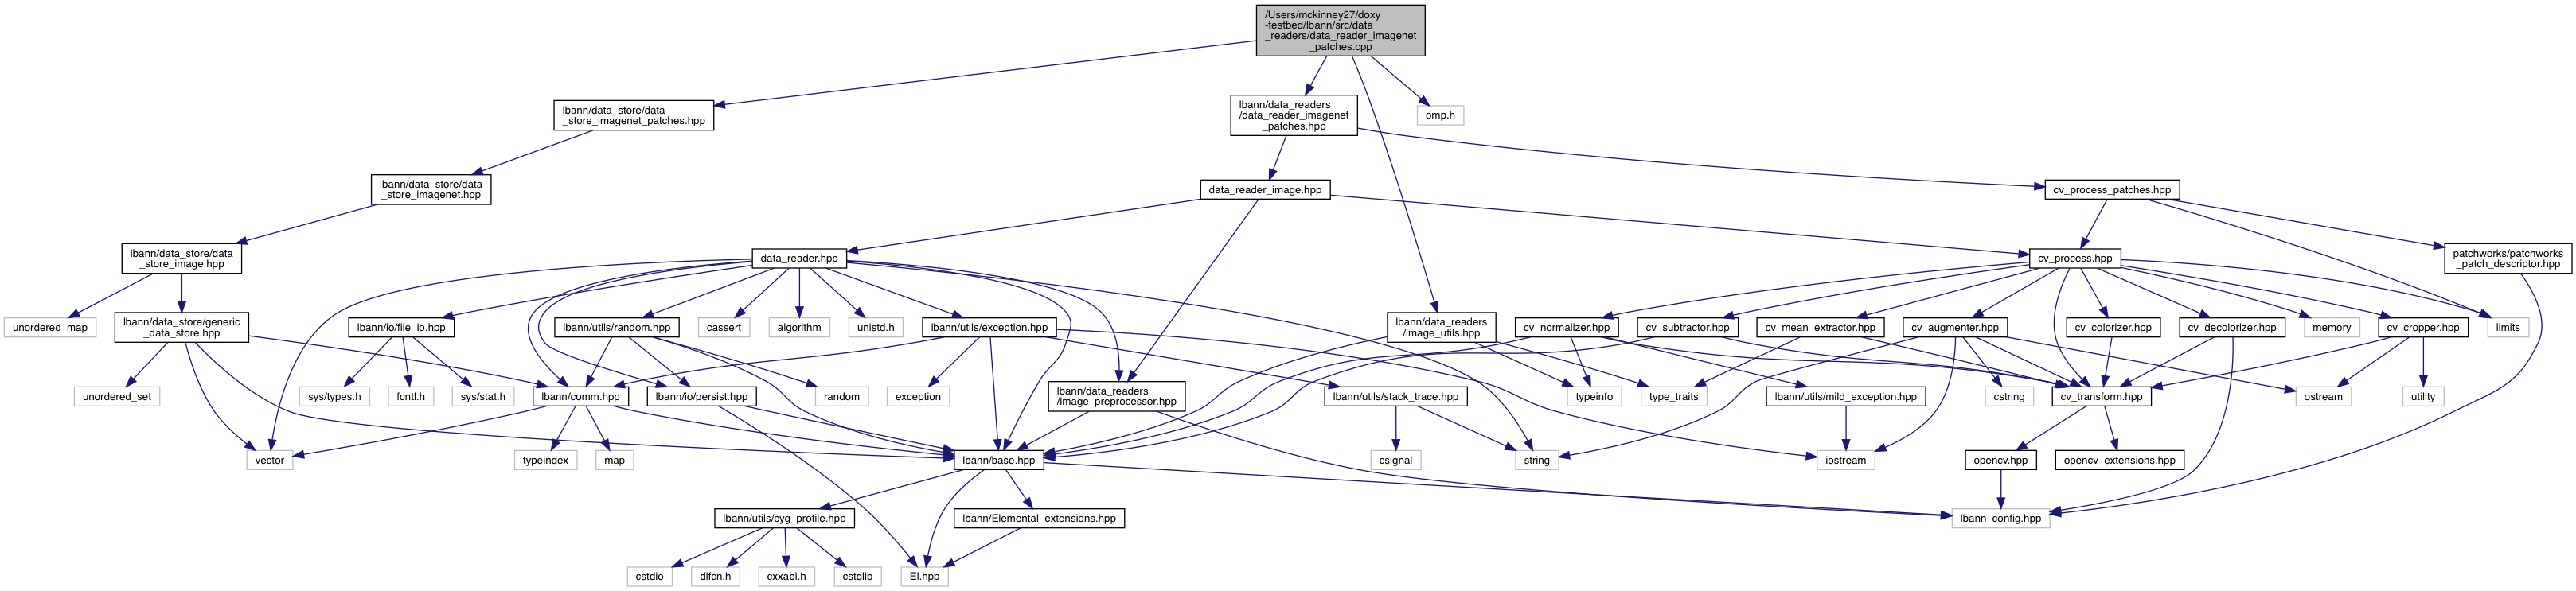 /Users/mckinney27/doxy
-testbed/lbann/src/data
_readers/data_reader_imagenet
_patches.cpp
lbann/data_store/data
_store_imagenet_patches.hpp
lbann/data_readers
/data_reader_imagenet
_patches.hpp
omp.h
lbann/data_store/data
_store_imagenet.hpp
data_reader_image.hpp
cv_process_patches.hpp
lbann/data_store/data
_store_image.hpp
data_reader.hpp
cv_process.hpp
patchworks/patchworks
_patch_descriptor.hpp
unordered_map
lbann/data_store/generic
_data_store.hpp
lbann/io/file_io.hpp
lbann/utils/random.hpp
cassert
algorithm
unistd.h
lbann/utils/exception.hpp
lbann/data_readers
/image_utils.hpp
cv_normalizer.hpp
cv_subtractor.hpp
cv_mean_extractor.hpp
cv_augmenter.hpp
cv_colorizer.hpp
cv_decolorizer.hpp
memory
cv_cropper.hpp
limits
unordered_set
sys/types.h
fcntl.h
sys/stat.h
lbann/comm.hpp
lbann/io/persist.hpp
random
exception
lbann/data_readers
/image_preprocessor.hpp
lbann/utils/stack_trace.hpp
typeinfo
type_traits
lbann/utils/mild_exception.hpp
cstring
cv_transform.hpp
ostream
utility
vector
typeindex
map
lbann/base.hpp
csignal
string
iostream
opencv.hpp
opencv_extensions.hpp
lbann/utils/cyg_profile.hpp
lbann/Elemental_extensions.hpp
lbann_config.hpp
cstdio
dlfcn.h
cxxabi.h
cstdlib
El.hpp